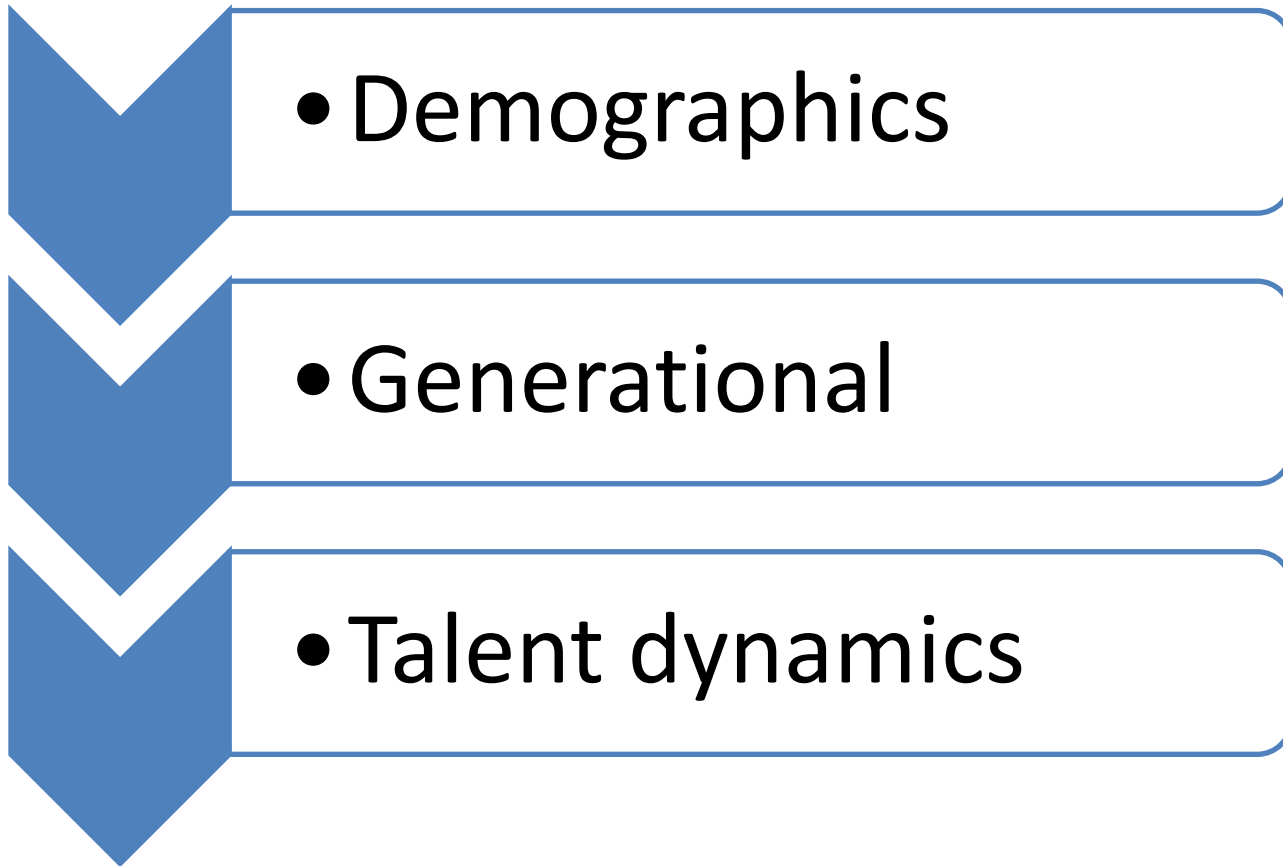 • Demographics
• Generational
• Talent dynamics